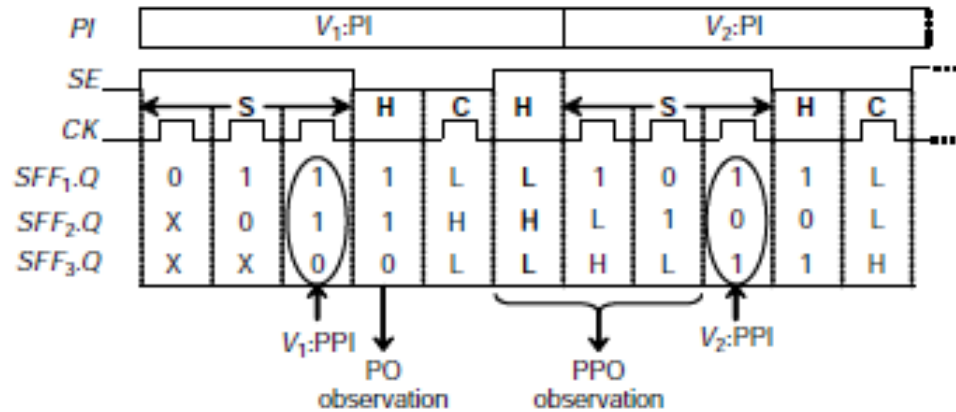 PI V₁:PI V₂:PI
SE
S H C H S H C
CK
SFF₁.Q 0 1 1 1 L L 1 0 1 1 L
SFF₂.Q X 0 1 1 H H L 1 0 0 L
SFF₃.Q X X 0 0 L L H L 1 1 H
V₁:PPI V₂:PPI
PO PPO
observation observation